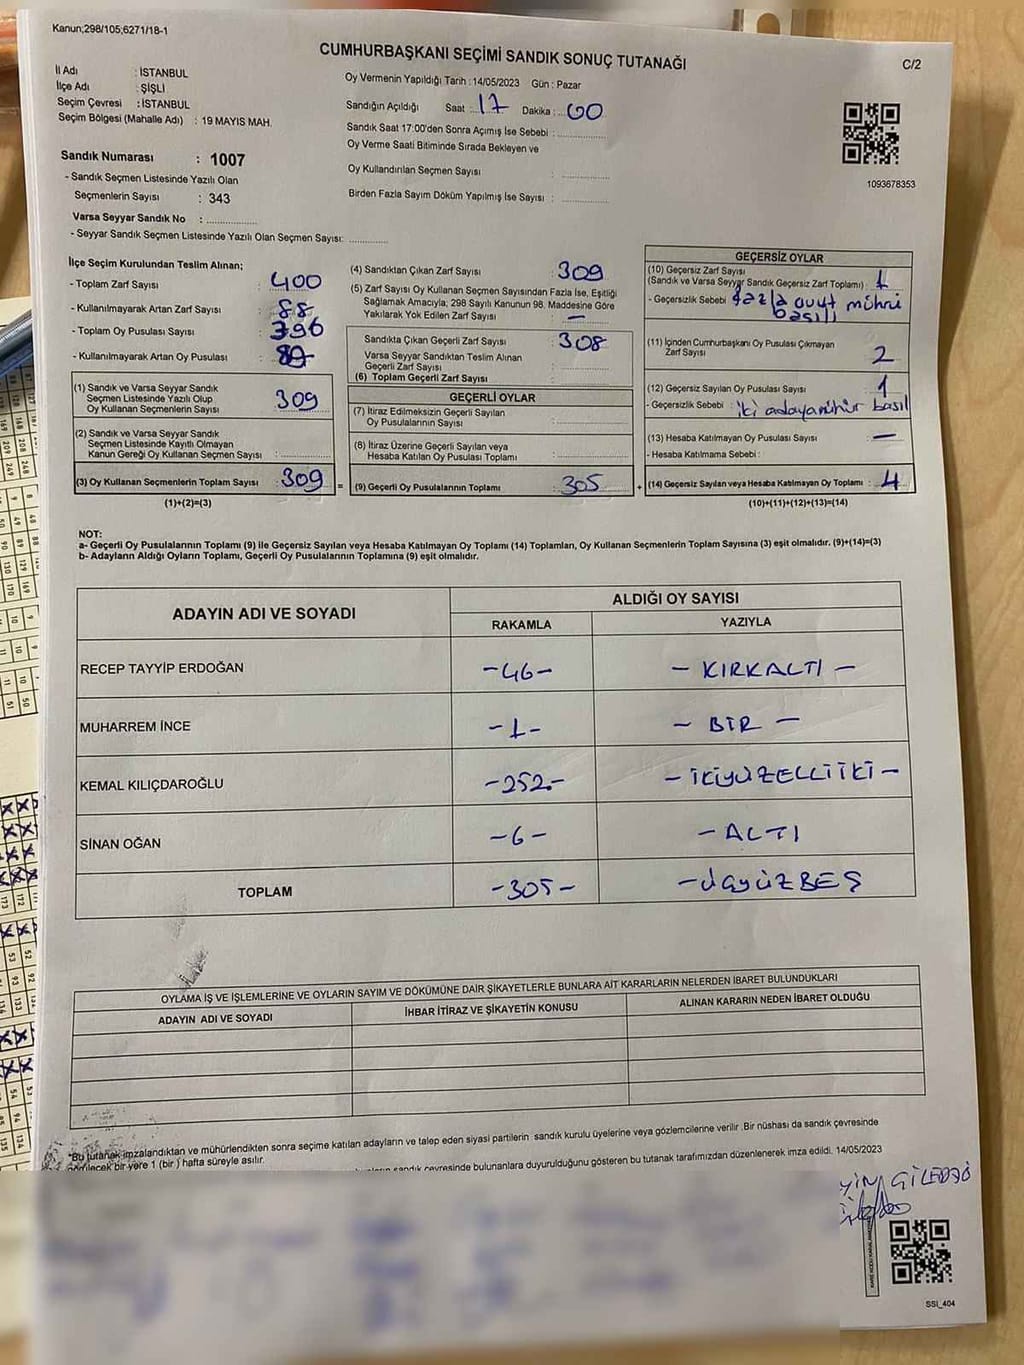 Kanun;298/105;6271/18-1
CUMHURBAŞKANI SEÇİMİ SANDIK SONUÇ TUTANAĞI
C/2
İl Adı : İSTANBUL
İlçe Adı : ŞİŞLİ
Seçim Çevresi : İSTANBUL
Seçim Bölgesi (Mahalle Adı) : 19 MAYIS MAH.
Oy Vermenin Yapıldığı Tarih : 14/05/2023 Gün : Pazar
Sandığın Açıldığı Saat : 17 Dakika : 00
Sandık Saat 17:00'den Sonra Açımış İse Sebebi :
Oy Verme Saati Bitiminde Sırada Bekleyen ve
Oy Kullandırılan Seçmen Sayısı :
Birden Fazla Sayım Döküm Yapılmış İse Sayısı :
1093678353
Sandık Numarası : 1007
- Sandık Seçmen Listesinde Yazılı Olan
Seçmenlerin Sayısı : 343
Varsa Seyyar Sandık No :
- Seyyar Sandık Seçmen Listesinde Yazılı Olan Seçmen Sayısı:
İlçe Seçim Kurulundan Teslim Alınan;
- Toplam Zarf Sayısı : 400
- Kullanılmayarak Artan Zarf Sayısı : 88
- Toplam Oy Pusulası Sayısı : 396
- Kullanılmayarak Artan Oy Pusulası :
(1) Sandık ve Varsa Seyyar Sandık
Seçmen Listesinde Yazılı Olup
Oy Kullanan Seçmenlerin Sayısı : 309
(2) Sandık ve Varsa Seyyar Sandık
Seçmen Listesinde Kayıtlı Olmayan
Kanun Gereği Oy Kullanan Seçmen Sayısı :
(3) Oy Kullanan Seçmenlerin Toplam Sayısı : 309 =
(1)+(2)=(3)
(4) Sandıktan Çıkan Zarf Sayısı : 309
(5) Zarf Sayısı Oy Kullanan Seçmen Sayısından Fazla İse, Eşitliği
Sağlamak Amacıyla; 298 Sayılı Kanunun 98. Maddesine Göre
Yakılarak Yok Edilen Zarf Sayısı : —
Sandıkta Çıkan Geçerli Zarf Sayısı : 308
Varsa Seyyar Sandıktan Teslim Alınan
Geçerli Zarf Sayısı :
(6) Toplam Geçerli Zarf Sayısı :
GEÇERLİ OYLAR
(7) İtiraz Edilmeksizin Geçerli Sayılan
Oy Pusulalarının Sayısı :
(8) İtiraz Üzerine Geçerli Sayılan veya
Hesaba Katılan Oy Pusulası Toplamı :
(9) Geçerli Oy Pusulalarının Toplamı : 305 +
GEÇERSİZ OYLAR
(10) Geçersiz Zarf Sayısı
(Sandık ve Varsa Seyyar Sandık Geçersiz Zarf Toplamı) : 1
- Geçersizlik Sebebi : fazla evet mührü
basılı
(11) İçinden Cumhurbaşkanı Oy Pusulası Çıkmayan
Zarf Sayısı : 2
(12) Geçersiz Sayılan Oy Pusulası Sayısı : 1
- Geçersizlik Sebebi : iki adaya mühür basılı
(13) Hesaba Katılmayan Oy Pusulası Sayısı : —
- Hesaba Katılmama Sebebi :
(14) Geçersiz Sayılan veya Hesaba Katılmayan Oy Toplamı : 4
(10)+(11)+(12)+(13)=(14)
NOT:
a- Geçerli Oy Pusulalarının Toplamı (9) ile Geçersiz Sayılan veya Hesaba Katılmayan Oy Toplamı (14) Toplamları, Oy Kullanan Seçmenlerin Toplam Sayısına (3) eşit olmalıdır. (9)+(14)=(3)
b- Adayların Aldığı Oyların Toplamı, Geçerli Oy Pusulalarının Toplamına (9) eşit olmalıdır.
ADAYIN ADI VE SOYADI
ALDIĞI OY SAYISI
RAKAMLA YAZIYLA
RECEP TAYYİP ERDOĞAN -46- - KIRKALTI -
MUHARREM İNCE -1- - BİR -
KEMAL KILIÇDAROĞLU -252- - İKİYÜZELLİİKİ -
SİNAN OĞAN -6- - ALTI
TOPLAM -305- - üçyüzBEŞ
OYLAMA İŞ VE İŞLEMLERİNE VE OYLARIN SAYIM VE DÖKÜMÜNE DAİR ŞİKAYETLERLE BUNLARA AİT KARARLARIN NELERDEN İBARET BULUNDUKLARI
ADAYIN ADI VE SOYADI İHBAR İTİRAZ VE ŞİKAYETİN KONUSU ALINAN KARARIN NEDEN İBARET OLDUĞU
*Bu tutanak imzalandıktan ve mühürlendikten sonra seçime katılan adayların ve talep eden siyasi partilerin sandık kurulu üyelerine veya gözlemcilerine verilir .Bir nüshası da sandık çevresinde
görülecek bir yere 1 (bir ) hafta süreyle asılır.
sandık çevresinde bulunanlara duyurulduğunu gösteren bu tutanak tarafımızdan düzenlenerek imza edildi. 14/05/2023
SSI_404